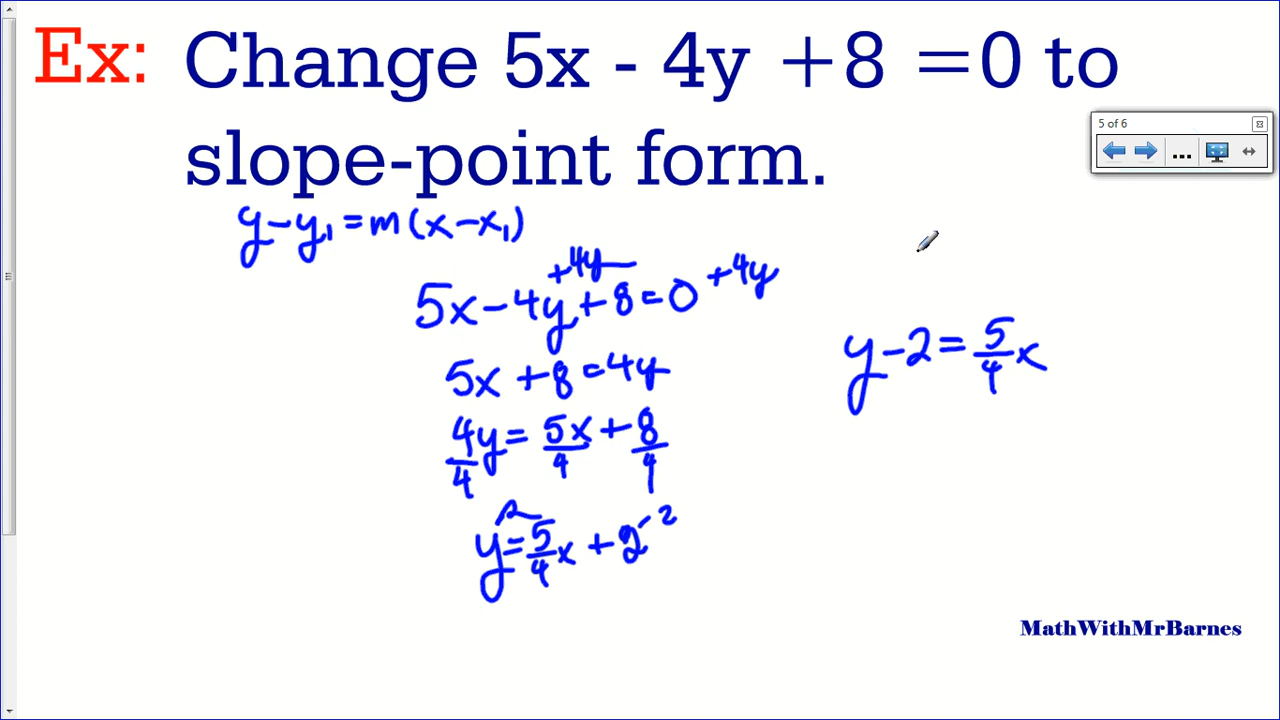 Ex: Change 5x - 4y +8 =0 to
slope-point form.
5 of 6
...
y-y₁=m(x-x₁)
+4y +4y
5x-4y+8=0
5x+8=4y
4y/4=5x/4+8/4
-2 -2
y=5/4x+2
y-2=5/4x
MathWithMrBarnes